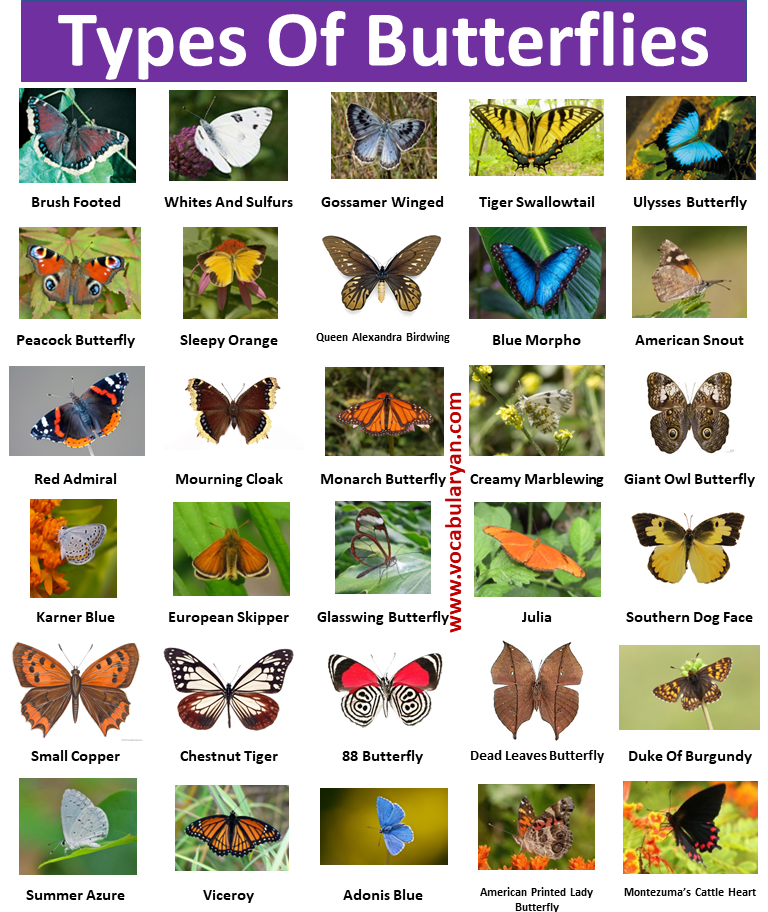 Types Of Butterflies
Brush Footed
Whites And Sulfurs
Gossamer Winged
Tiger Swallowtail
Ulysses Butterfly
Peacock Butterfly
Sleepy Orange
Queen Alexandra Birdwing
Blue Morpho
American Snout
Red Admiral
Mourning Cloak
Monarch Butterfly
Creamy Marblewing
Giant Owl Butterfly
www.vocabularyan.com
Karner Blue
European Skipper
Glasswing Butterfly
Julia
Southern Dog Face
Small Copper
Chestnut Tiger
88 Butterfly
Dead Leaves Butterfly
Duke Of Burgundy
Summer Azure
Viceroy
Adonis Blue
American Printed Lady
Butterfly
Montezuma's Cattle Heart